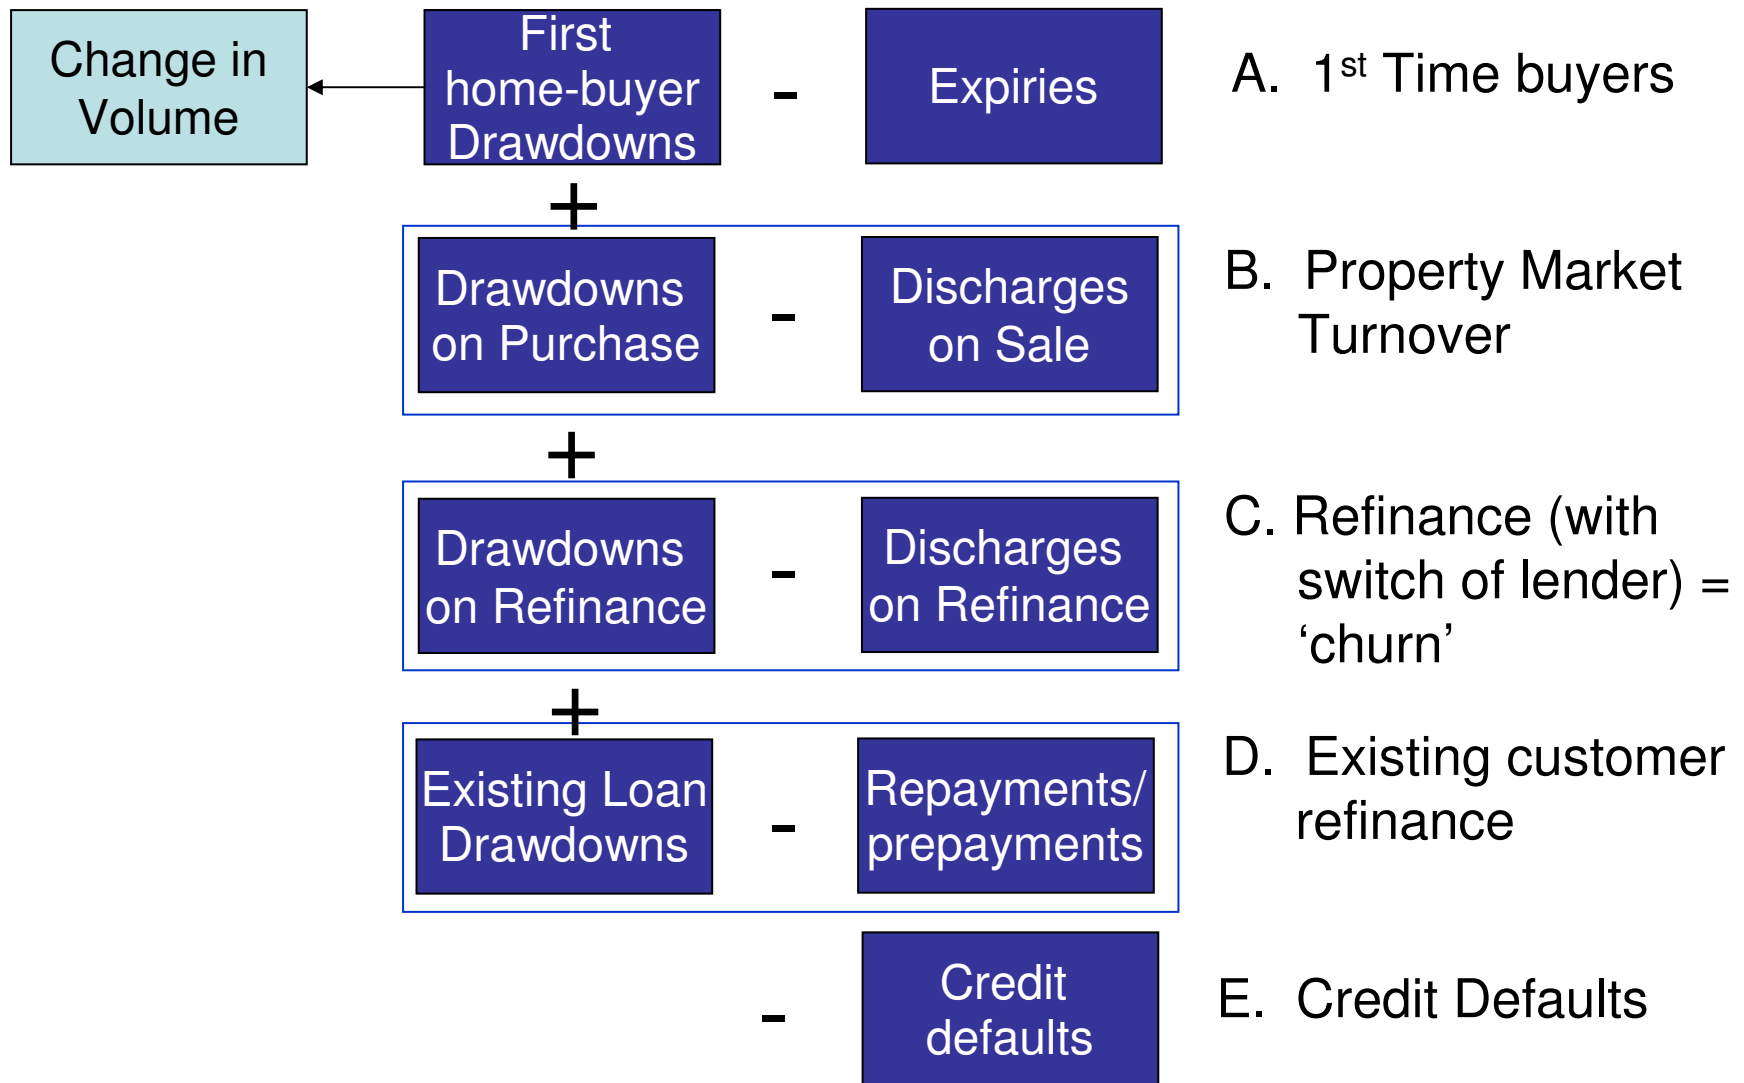 Change in
Volume
First
home-buyer
Drawdowns
-
Expiries
A. 1st Time buyers
+
Drawdowns
on Purchase
-
Discharges
on Sale
B. Property Market
Turnover
+
Drawdowns
on Refinance
-
Discharges
on Refinance
C. Refinance (with
switch of lender) =
‘churn’
+
Existing Loan
Drawdowns
-
Repayments/
prepayments
D. Existing customer
refinance
-
Credit
defaults
E. Credit Defaults